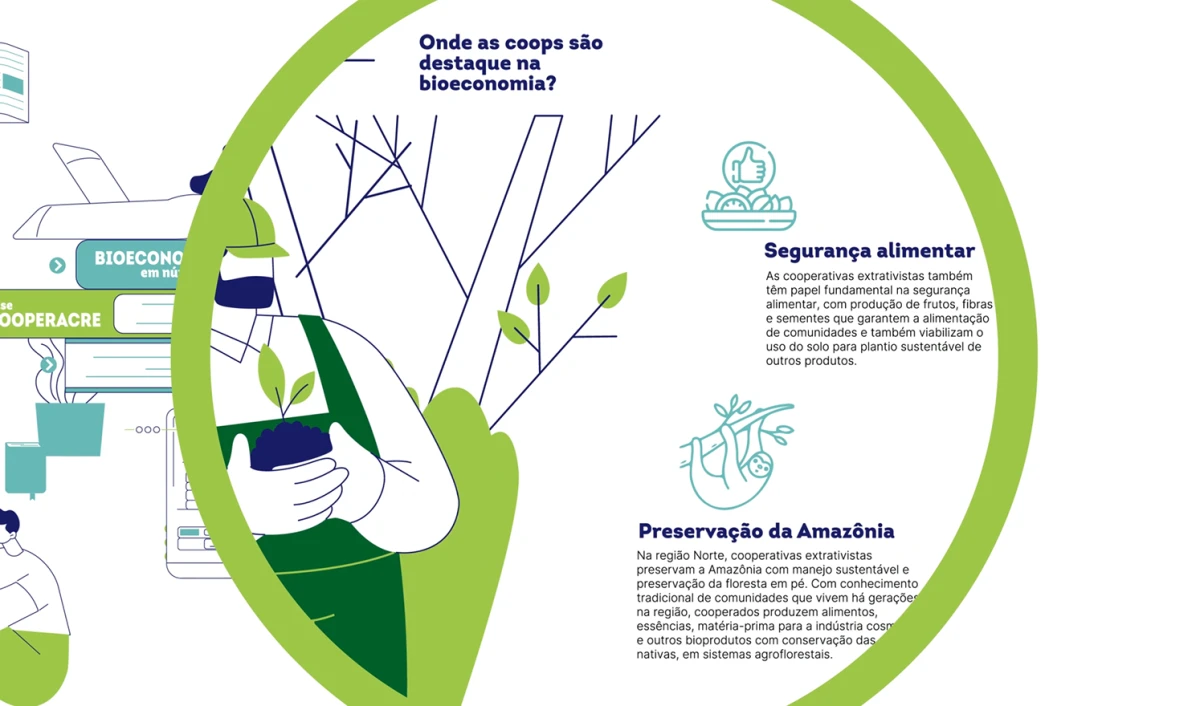 Onde as coops são
destaque na
bioeconomia?
BIOECONO
em nú
se
OOPERACRE
Segurança alimentar
As cooperativas extrativistas também
têm papel fundamental na segurança
alimentar, com produção de frutos, fibras
e sementes que garantem a alimentação
de comunidades e também viabilizam o
uso do solo para plantio sustentável de
outros produtos.
Preservação da Amazônia
Na região Norte, cooperativas extrativistas
preservam a Amazônia com manejo sustentável e
preservação da floresta em pé. Com conhecimento
tradicional de comunidades que vivem há gerações
na região, cooperados produzem alimentos,
essências, matéria-prima para a indústria cosm
e outros bioprodutos com conservação das
nativas, em sistemas agroflorestais.